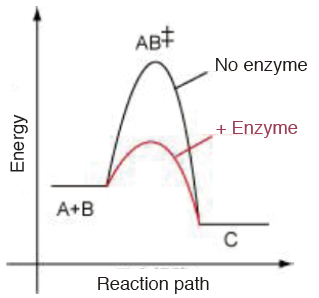 AB‡
No enzyme
+ Enzyme
Energy
A+B
C
Reaction path